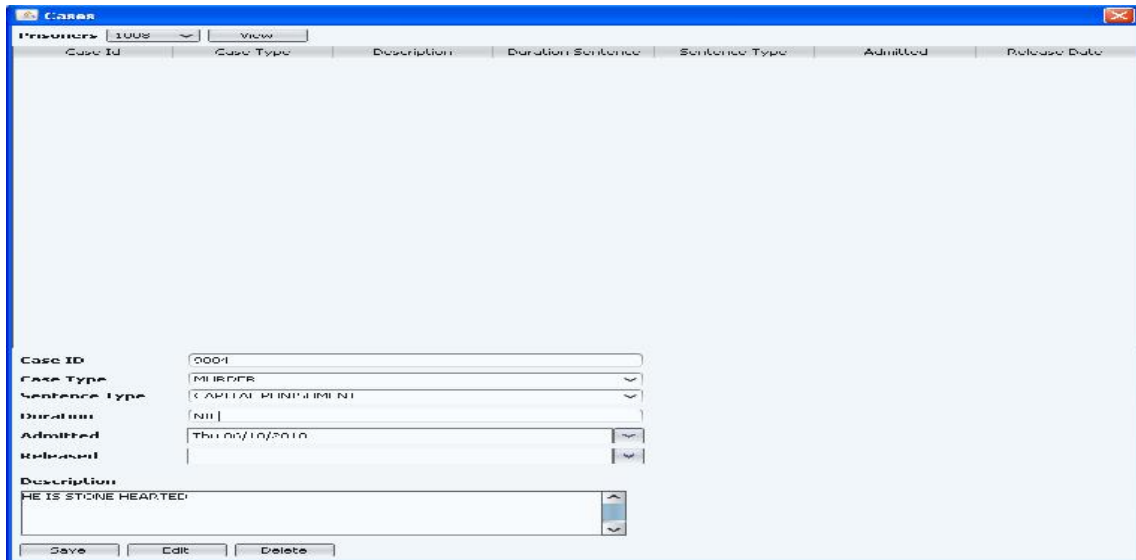 Cases
Prisoners 1008 View
Case Id Case Type Description Duration Sentence Sentence Type Admitted Release Date
Case ID 9004
Case Type MURDER
Sentence Type CAPITAL PUNISHMENT
Duration NIL
Admitted Thu 06/10/2010
Released
Description
HE IS STONE HEARTED
Save Edit Delete